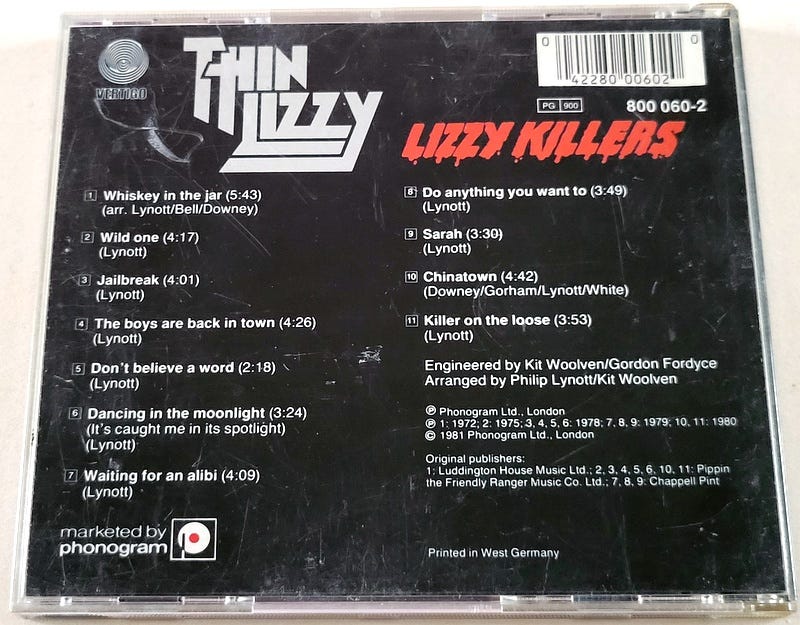 VERTIGO
THIN
LIZZY
0 42280 00602 0
PG 900
800 060-2
LIZZY KILLERS
1 Whiskey in the jar (5:43)
(arr. Lynott/Bell/Downey)
2 Wild one (4:17)
(Lynott)
3 Jailbreak (4:01)
(Lynott)
4 The boys are back in town (4:26)
(Lynott)
5 Don't believe a word (2:18)
(Lynott)
6 Dancing in the moonlight (3:24)
(It's caught me in its spotlight)
(Lynott)
7 Waiting for an alibi (4:09)
(Lynott)
8 Do anything you want to (3:49)
(Lynott)
9 Sarah (3:30)
(Lynott)
10 Chinatown (4:42)
(Downey/Gorham/Lynott/White)
11 Killer on the loose (3:53)
(Lynott)
Engineered by Kit Woolven/Gordon Fordyce
Arranged by Philip Lynott/Kit Woolven
℗ Phonogram Ltd., London
℗ 1: 1972; 2: 1975; 3, 4, 5, 6: 1978; 7, 8, 9: 1979; 10, 11: 1980
© 1981 Phonogram Ltd., London
Original publishers:
1: Luddington House Music Ltd.; 2, 3, 4, 5, 6, 10, 11: Pippin
the Friendly Ranger Music Co. Ltd.; 7, 8, 9: Chappell Pint
marketed by
phonogram
Printed in West Germany